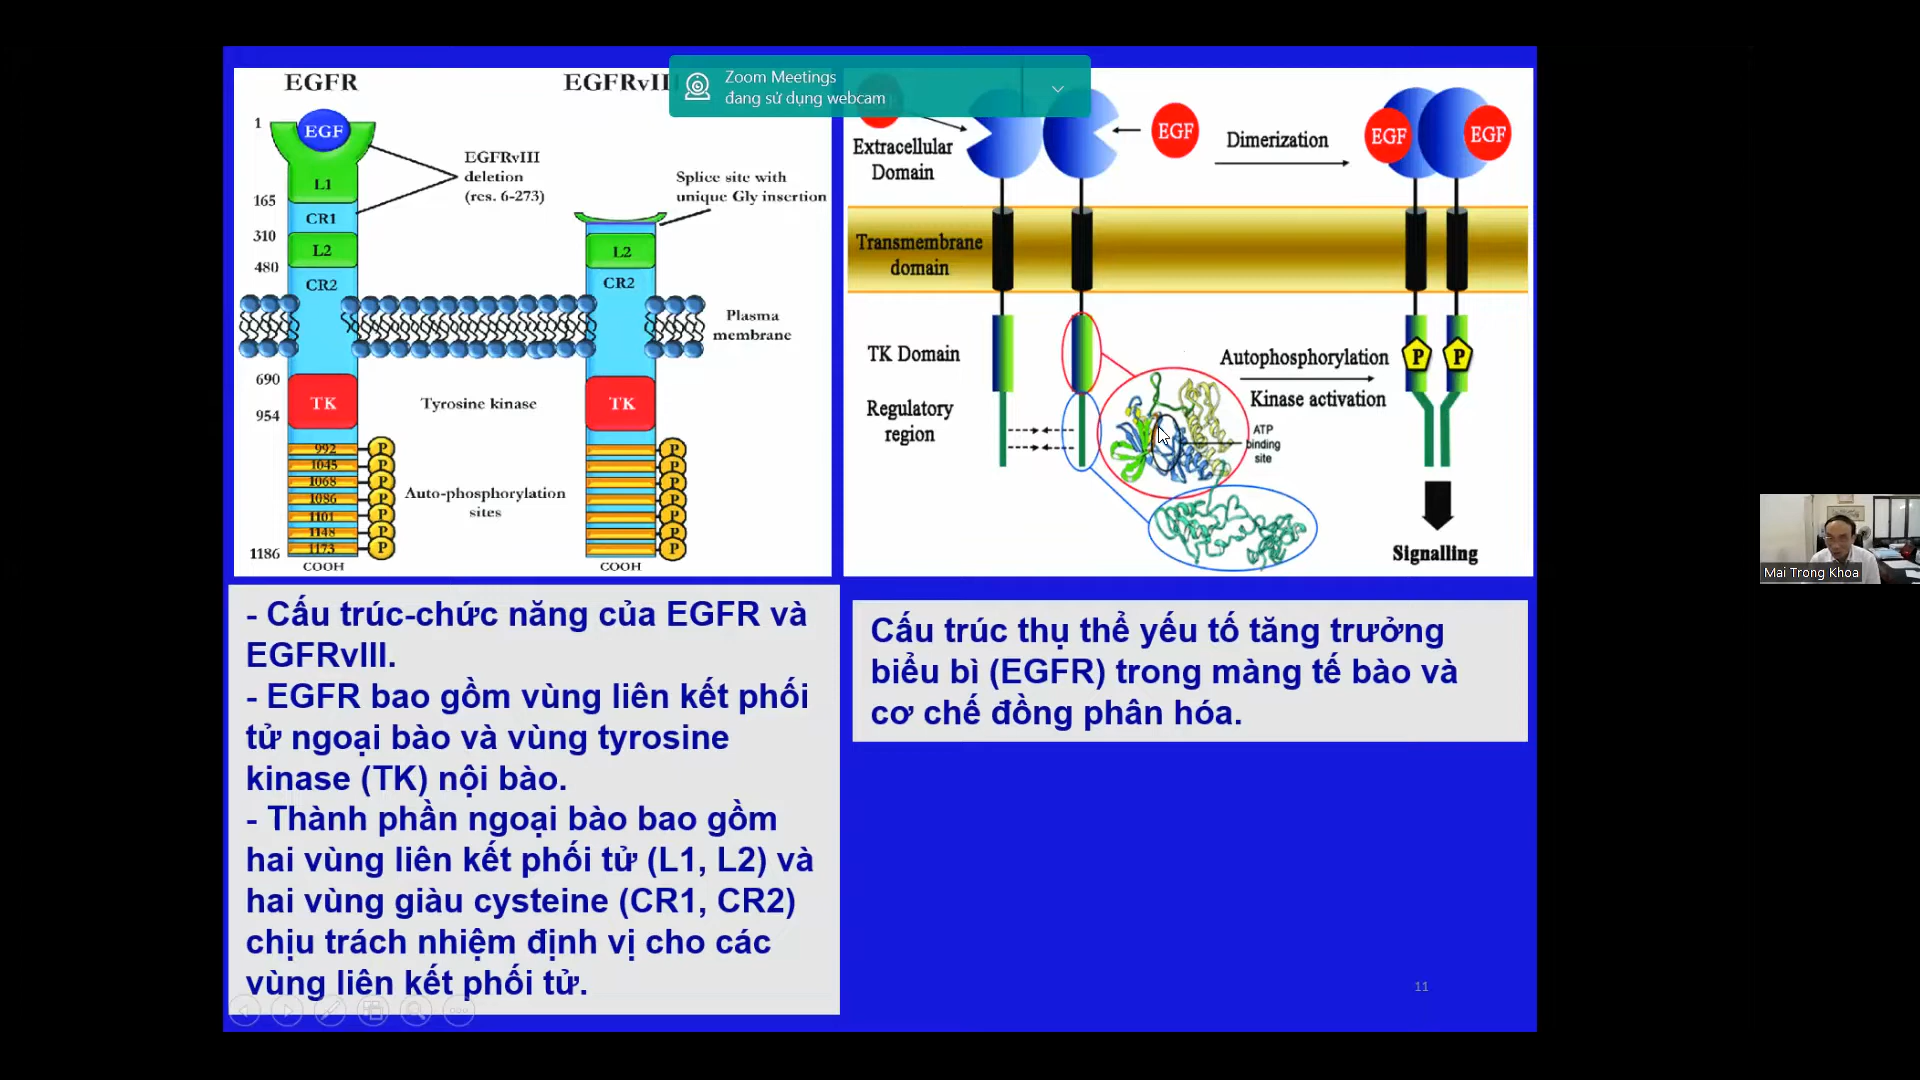 EGFR
EGFRvII
Zoom Meetings
đang sử dụng webcam
1
EGF
L1
165
CR1
310
L2
480
CR2
690
TK
954
992
1045
1068
1086
1101
1148
1173
1186
COOH
P
P
P
P
P
P
P
EGFRvIII
deletion
(res. 6-273)
Splice site with
unique Gly insertion
L2
CR2
Plasma
membrane
Tyrosine kinase
TK
Auto-phosphorylation
sites
P
P
P
P
P
P
P
COOH
Extracellular
Domain
EGF
Dimerization
EGF
EGF
Transmembrane
domain
TK Domain
Regulatory
region
ATP
binding
site
Autophosphorylation
Kinase activation
P
P
Signalling
- Cấu trúc-chức năng của EGFR và
EGFRvIII.
- EGFR bao gồm vùng liên kết phối
tử ngoại bào và vùng tyrosine
kinase (TK) nội bào.
- Thành phần ngoại bào bao gồm
hai vùng liên kết phối tử (L1, L2) và
hai vùng giàu cysteine (CR1, CR2)
chịu trách nhiệm định vị cho các
vùng liên kết phối tử.
Cấu trúc thụ thể yếu tố tăng trưởng
biểu bì (EGFR) trong màng tế bào và
cơ chế đồng phân hóa.
11
Mai Trong Khoa